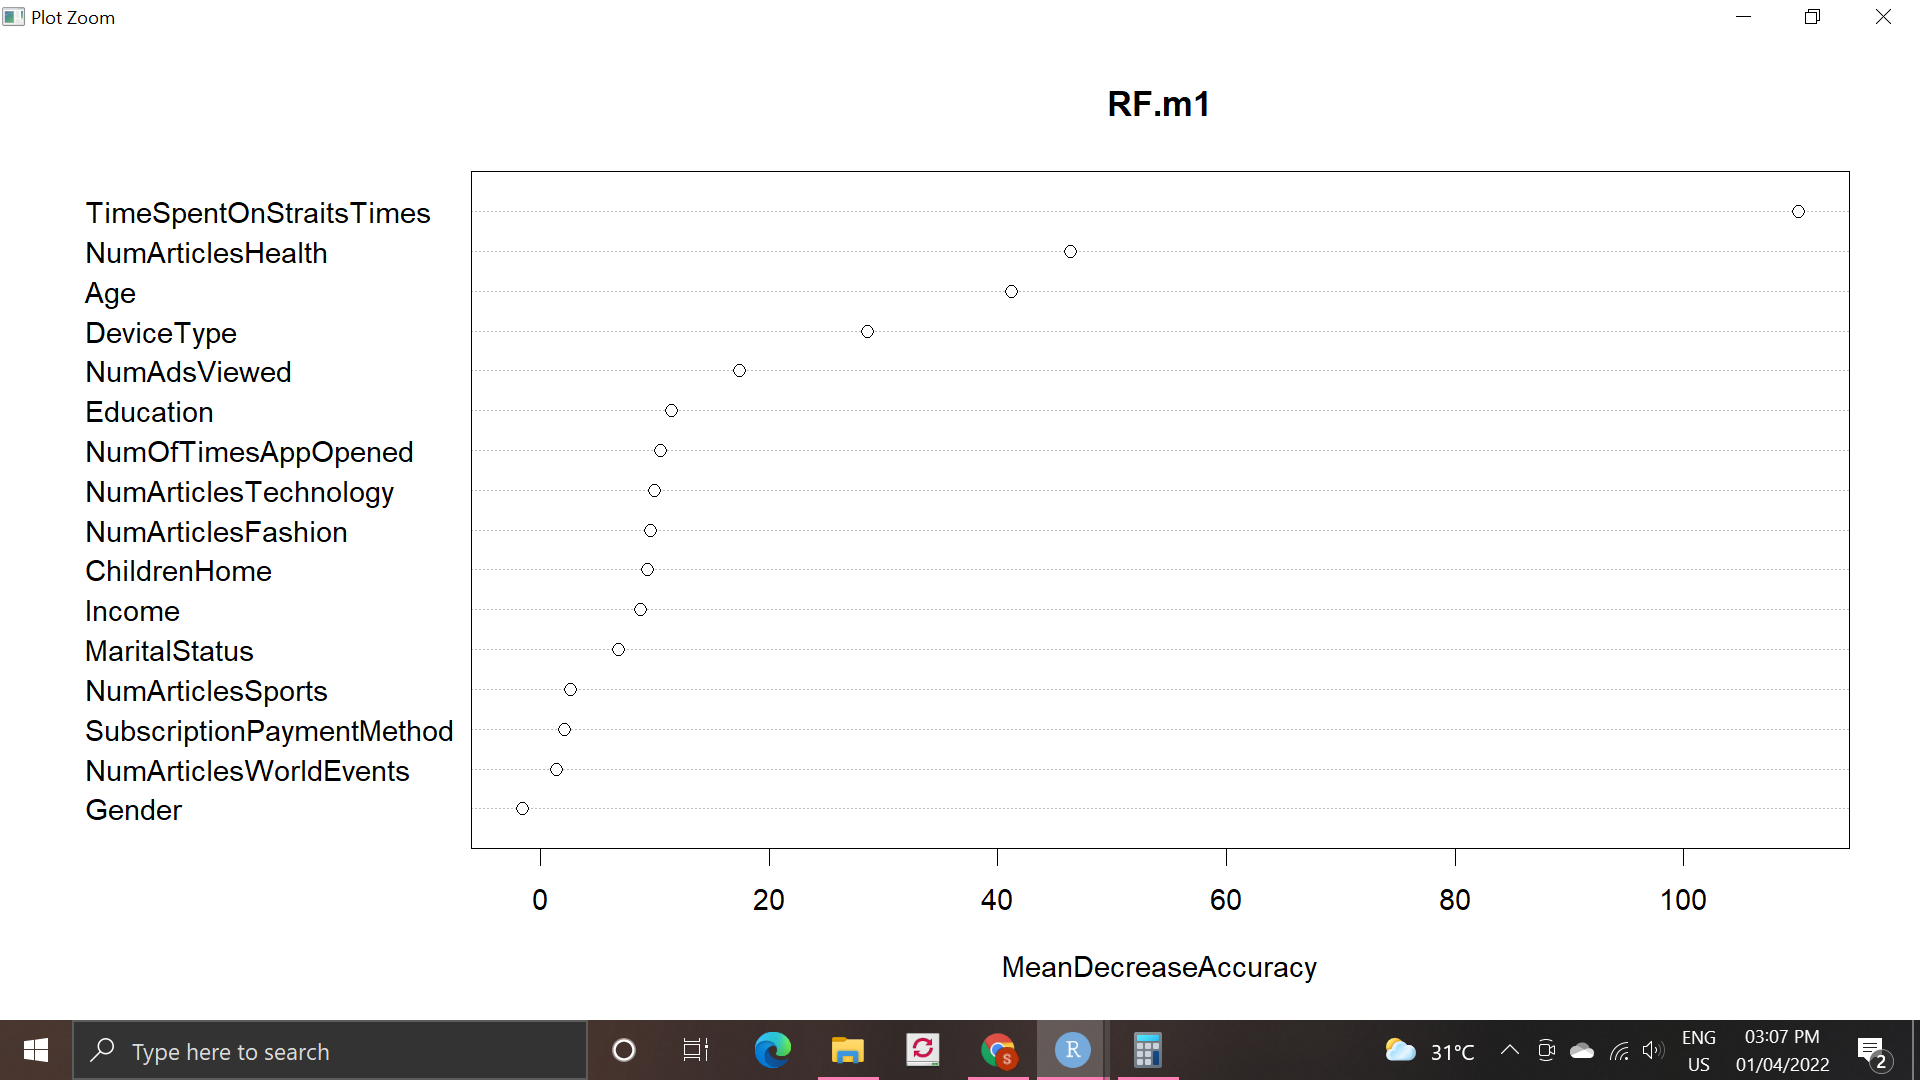 Plot Zoom
RF.m1
TimeSpentOnStraitsTimes
NumArticlesHealth
Age
DeviceType
NumAdsViewed
Education
NumOfTimesAppOpened
NumArticlesTechnology
NumArticlesFashion
ChildrenHome
Income
MaritalStatus
NumArticlesSports
SubscriptionPaymentMethod
NumArticlesWorldEvents
Gender
0 20 40 60 80 100
MeanDecreaseAccuracy
Type here to search
S
R
31°C
ENG
US
03:07 PM
01/04/2022
2